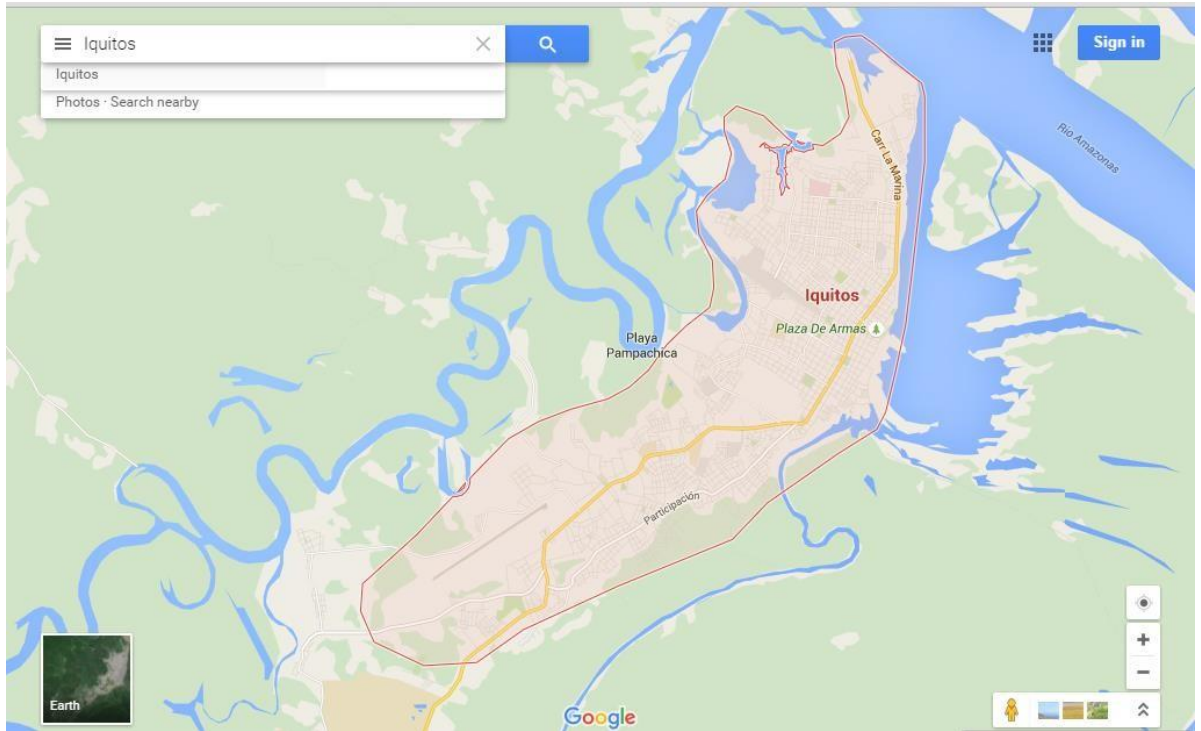 Iquitos
Sign in
Iquitos
Photos · Search nearby
Rio Amazonas
Carr La Marina
Iquitos
Plaza De Armas
Playa
Pampachica
Participación
Earth
Google